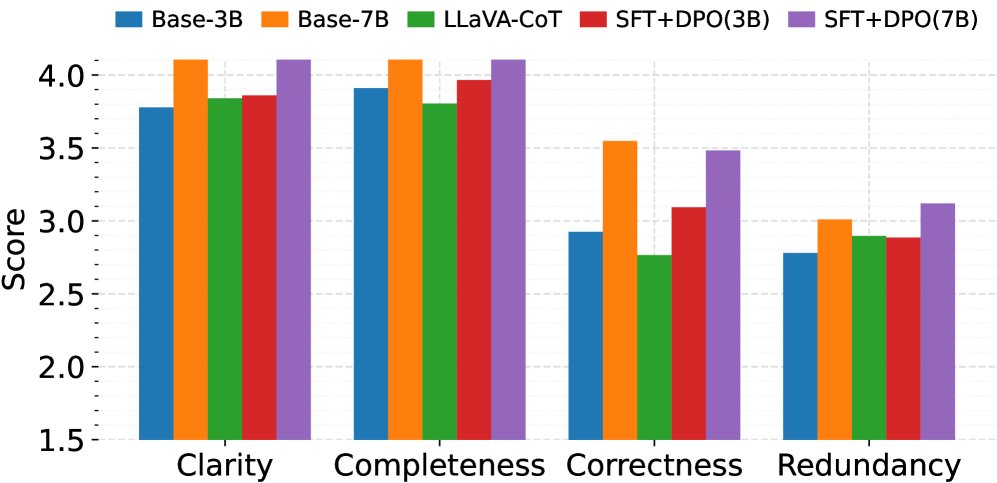 Base-3B Base-7B LLaVA-CoT SFT+DPO(3B) SFT+DPO(7B)
Score
4.0
3.5
3.0
2.5
2.0
1.5
Clarity Completeness Correctness Redundancy